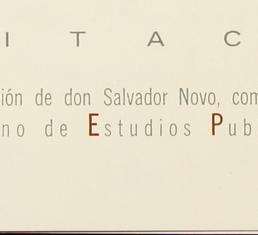 I T A C
ión de don Salvador Novo, com
no de Estudios Pub